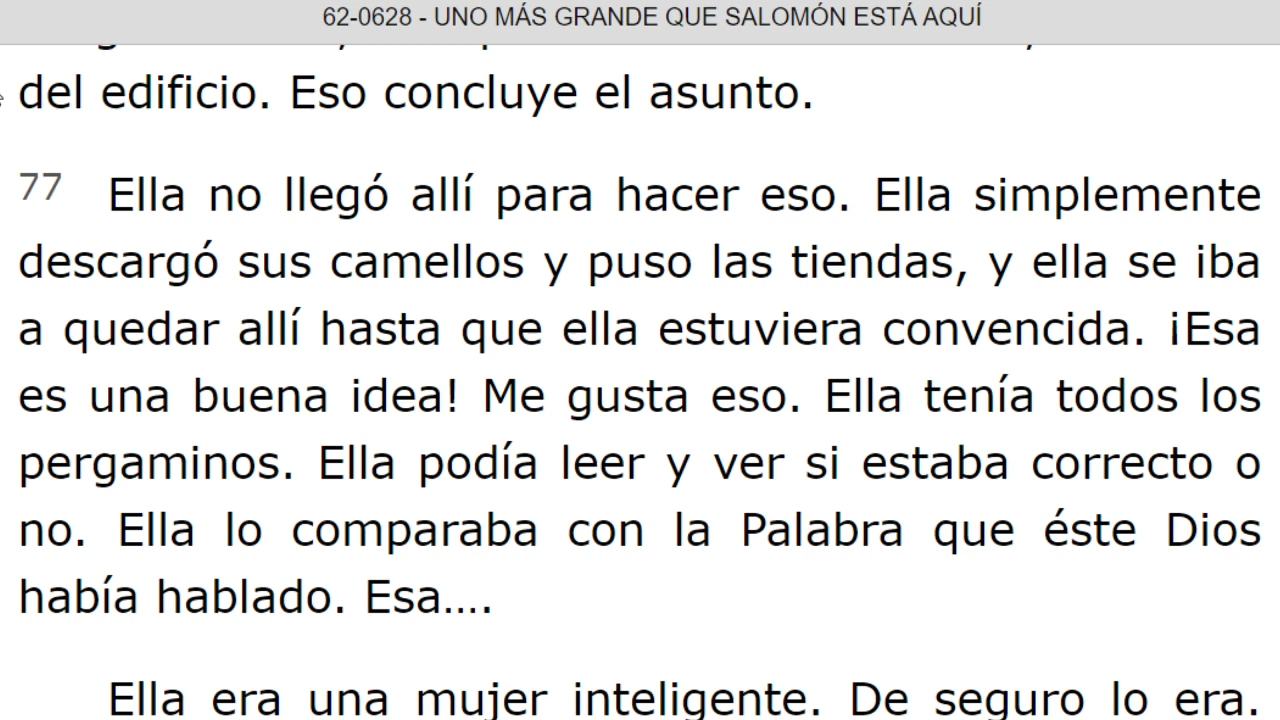 62-0628 - UNO MÁS GRANDE QUE SALOMÓN ESTÁ AQUÍ
del edificio. Eso concluye el asunto.
77 Ella no llegó allí para hacer eso. Ella simplemente
descargó sus camellos y puso las tiendas, y ella se iba
a quedar allí hasta que ella estuviera convencida. ¡Esa
es una buena idea! Me gusta eso. Ella tenía todos los
pergaminos. Ella podía leer y ver si estaba correcto o
no. Ella lo comparaba con la Palabra que éste Dios
había hablado. Esa....
Ella era una mujer inteligente. De seguro lo era.